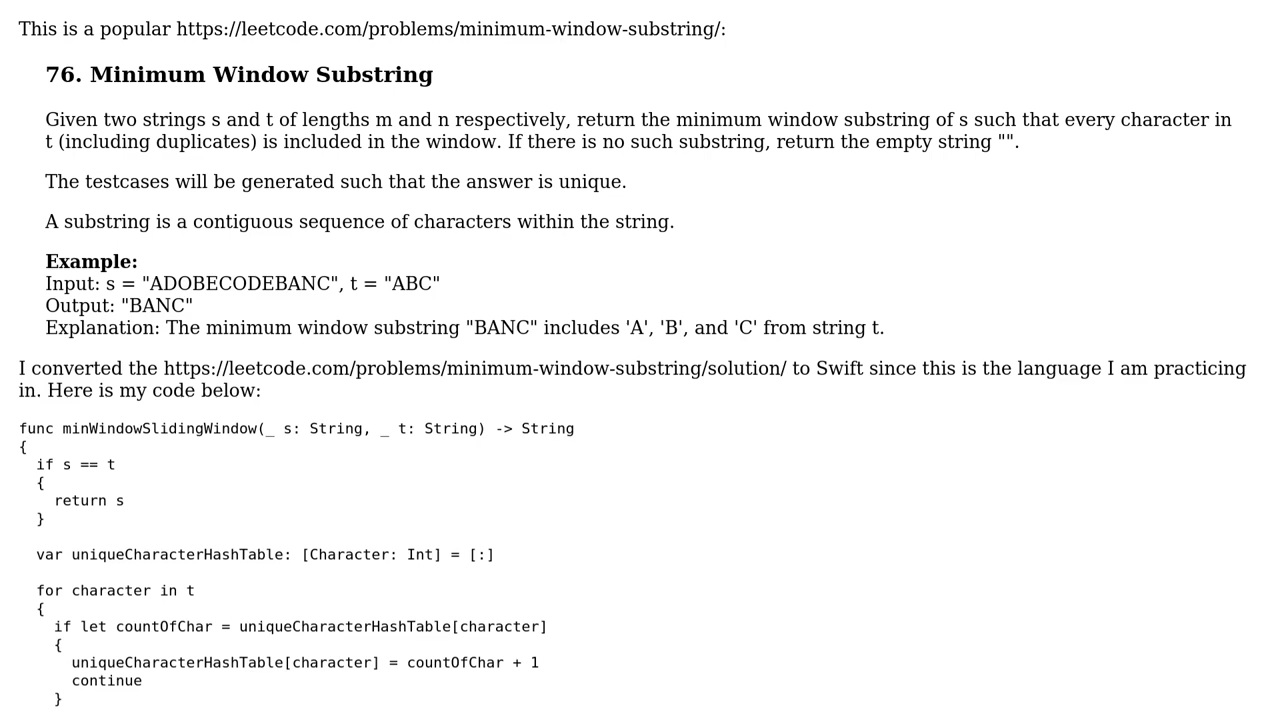 This is a popular https://leetcode.com/problems/minimum-window-substring/:
76. Minimum Window Substring
Given two strings s and t of lengths m and n respectively, return the minimum window substring of s such that every character in
t (including duplicates) is included in the window. If there is no such substring, return the empty string "".
The testcases will be generated such that the answer is unique.
A substring is a contiguous sequence of characters within the string.
Example:
Input: s = "ADOBECODEBANC", t = "ABC"
Output: "BANC"
Explanation: The minimum window substring "BANC" includes 'A', 'B', and 'C' from string t.
I converted the https://leetcode.com/problems/minimum-window-substring/solution/ to Swift since this is the language I am practicing
in. Here is my code below:
func minWindowSlidingWindow(_ s: String, _ t: String) -> String
{
  if s == t
  {
    return s
  }
  var uniqueCharacterHashTable: [Character: Int] = [:]
  for character in t
  {
    if let countOfChar = uniqueCharacterHashTable[character]
    {
      uniqueCharacterHashTable[character] = countOfChar + 1
      continue
    }